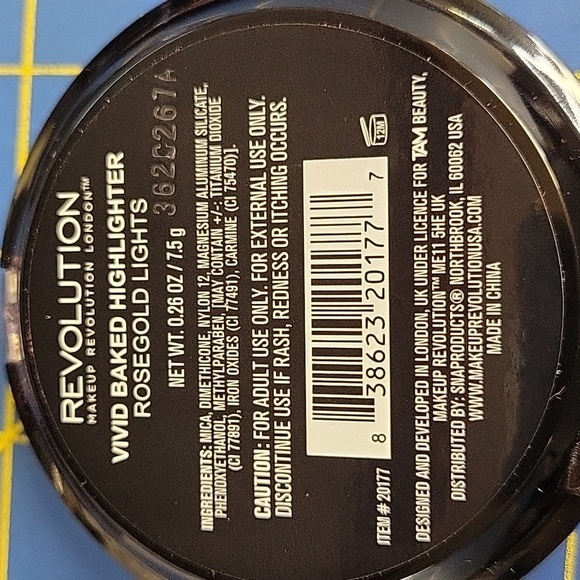 REVOLUTION
MAKEUP REVOLUTION LONDON™
VIVID BAKED HIGHLIGHTER
ROSEGOLD LIGHTS
NET WT. 0.26 OZ / 7.5 g
362C267A
INGREDIENTS: MICA, DIMETHICONE, NYLON 12, MAGNESIUM ALUMINUM SILICATE,
PHENOXYETHANOL, METHYLPARABEN, [MAY CONTAIN +/-: TITANIUM DIOXIDE
(CI 77891), IRON OXIDES (CI 77491), CARMINE (CI 75470)].
CAUTION: FOR ADULT USE ONLY. FOR EXTERNAL USE ONLY.
DISCONTINUE USE IF RASH, REDNESS OR ITCHING OCCURS.
12M
8 38623 20177 7
ITEM # 20177
DESIGNED AND DEVELOPED IN LONDON, UK UNDER LICENCE FOR TAM BEAUTY,
MAKEUP REVOLUTION™ ME11 5HE UK
DISTRIBUTED BY: SMAPRODUCTS® NORTHBROOK, IL 60062 USA
WWW.MAKEUPREVOLUTIONUSA.COM
MADE IN CHINA